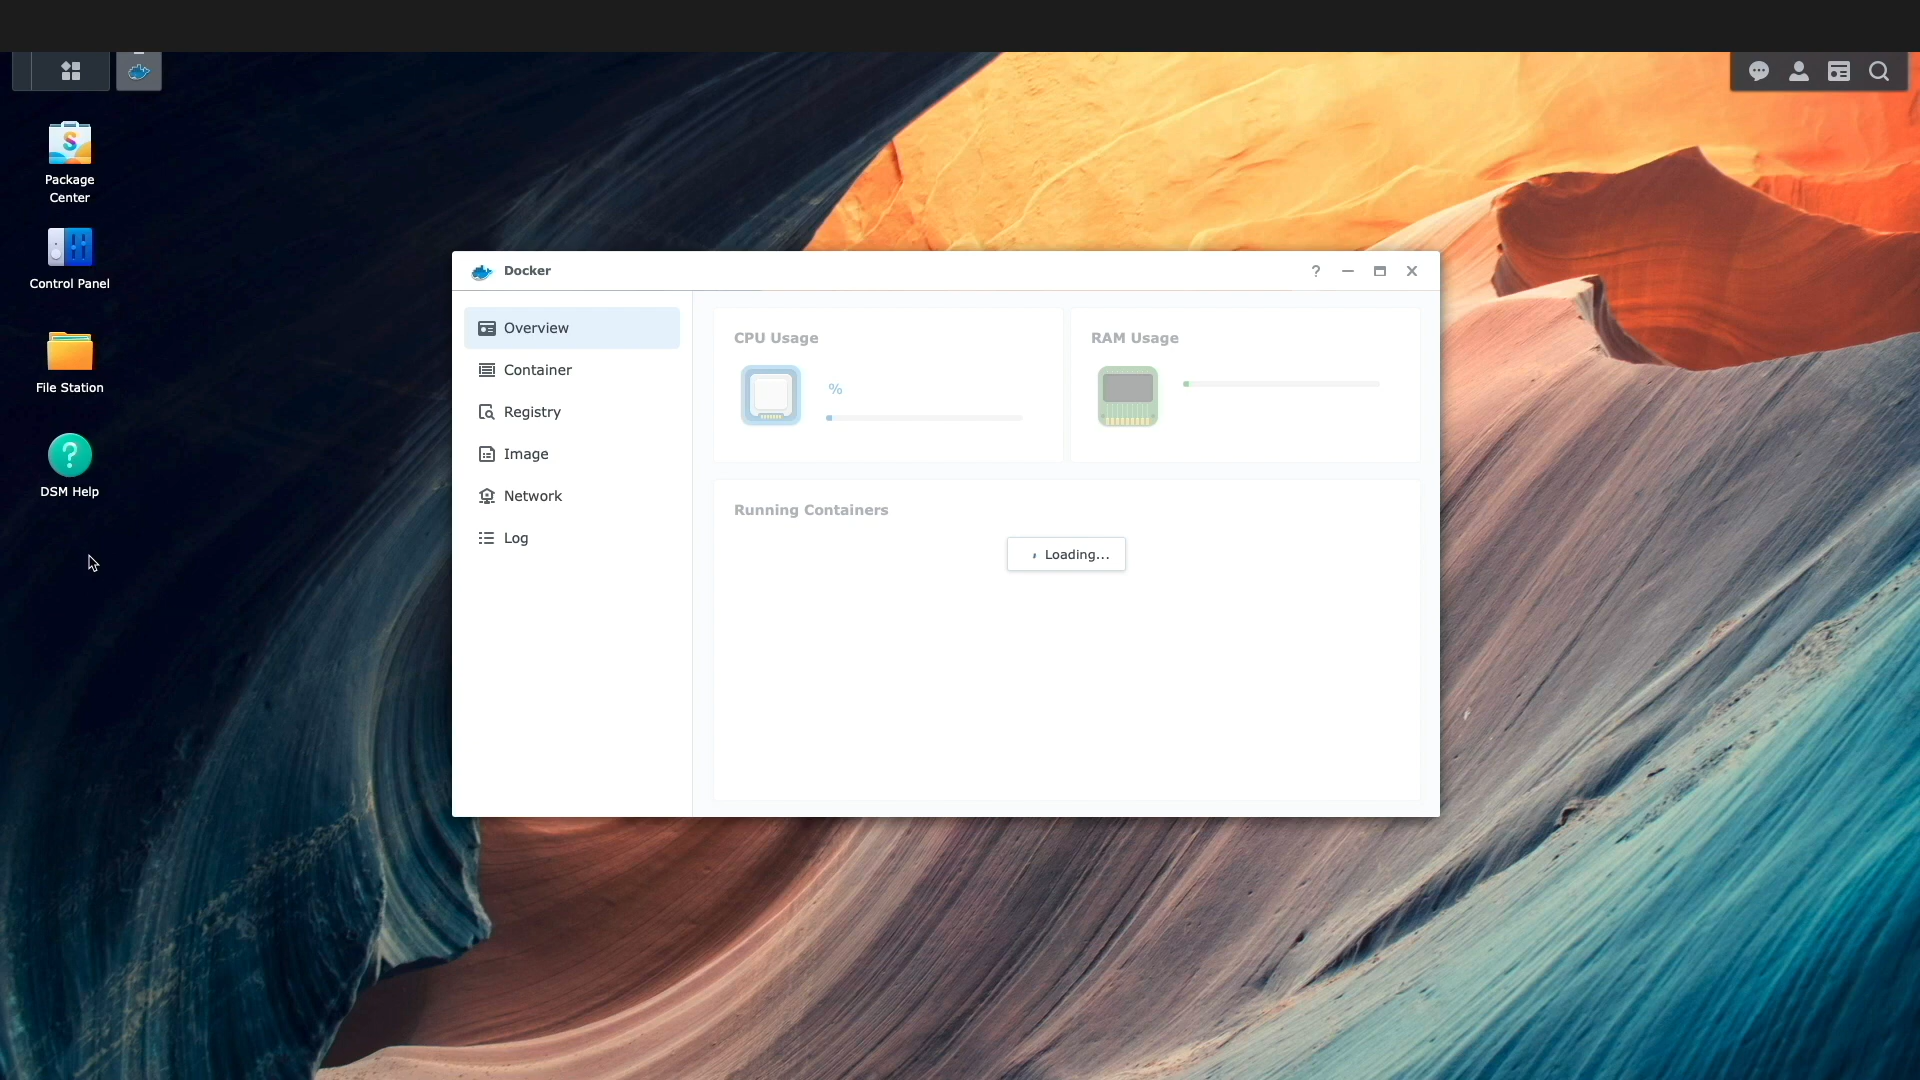 Package
Center
Control Panel
File Station
DSM Help
Docker
Overview
Container
Registry
Image
Network
Log
CPU Usage
%
RAM Usage
Running Containers
Loading...